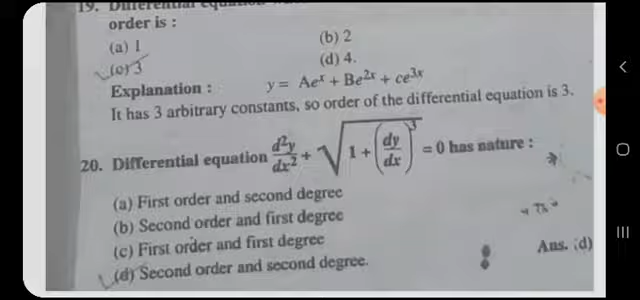 19. Differential equation
order is :
(a) 1
(b) 2
(c) 3
(d) 4.
Explanation : y = Ae^x + Be^2x + ce^3x
It has 3 arbitrary constants, so order of the differential equation is 3.
20. Differential equation d²y/dx² + √(1 + (dy/dx)³) = 0 has nature :
(a) First order and second degree
(b) Second order and first degree
(c) First order and first degree
(d) Second order and second degree.
Ans. (d)